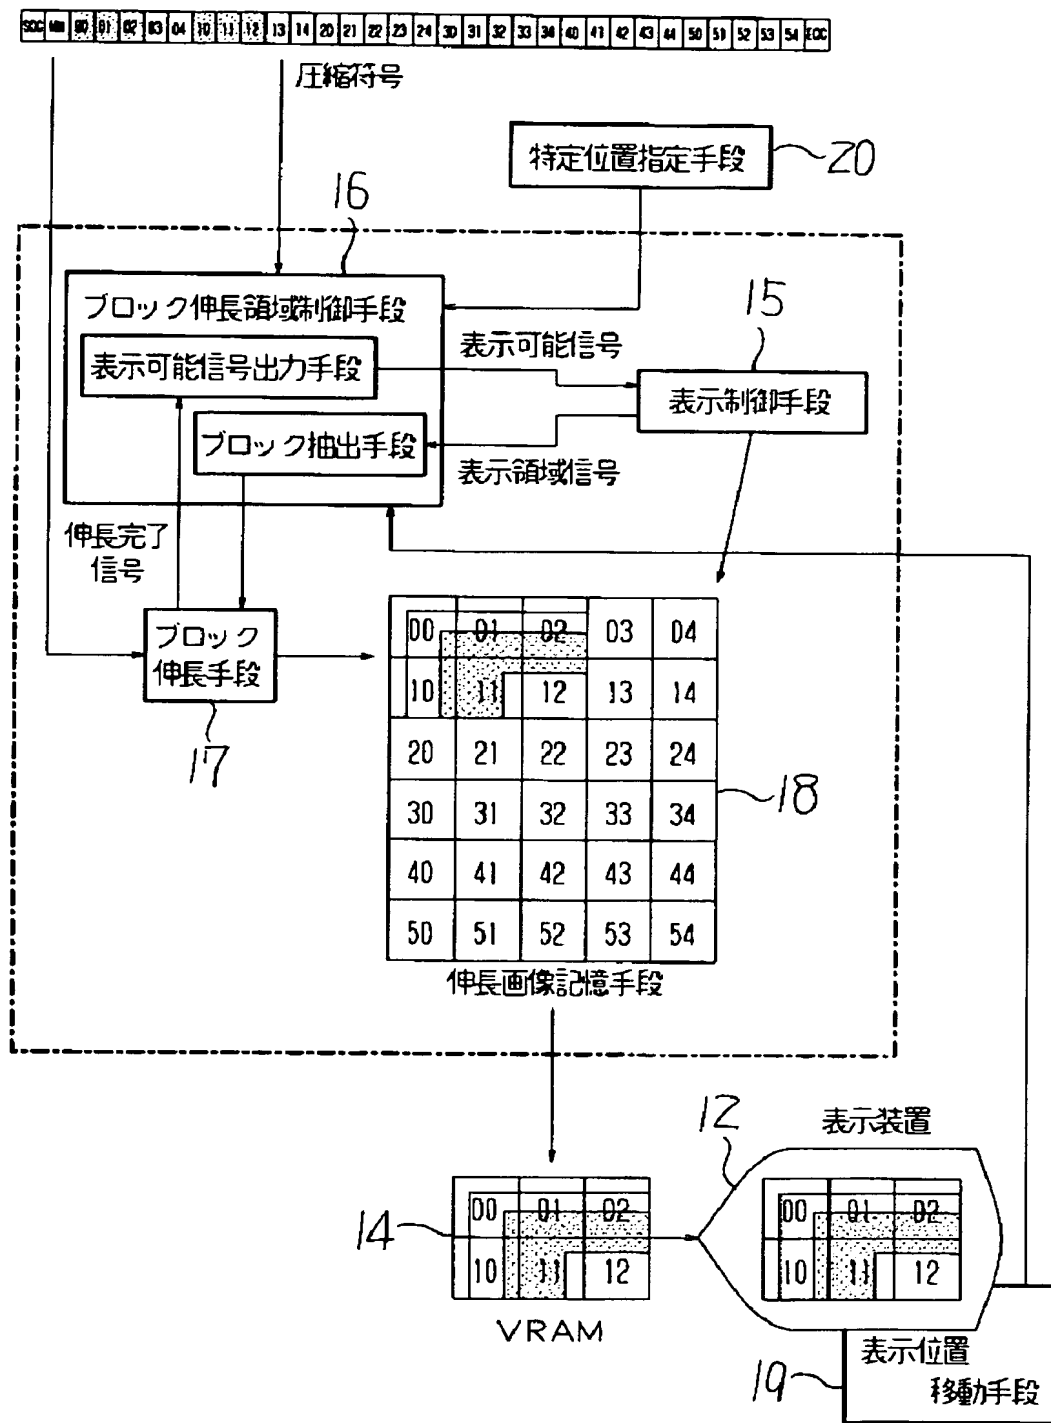 00 01 02 03 04 10 11 12 13 14 20 21 22 23 24 30 31 32 33 34 40 41 42 43 44 50 51 52 53 54
圧縮符号
特定位置指定手段
20
16
ブロック伸長領域制御手段
表示可能信号
15
表示可能信号出力手段
表示制御手段
ブロック抽出手段
表示領域信号
伸長完了
信号
ブロック
伸長手段
17
00 01 02 03 04
10 11 12 13 14
20 21 22 23 24
18
30 31 32 33 34
40 41 42 43 44
50 51 52 53 54
伸長画像記憶手段
12
表示装置
14
00 01 02
10 11 12
VRAM
00 01 02
10 11 12
表示位置
移動手段
19